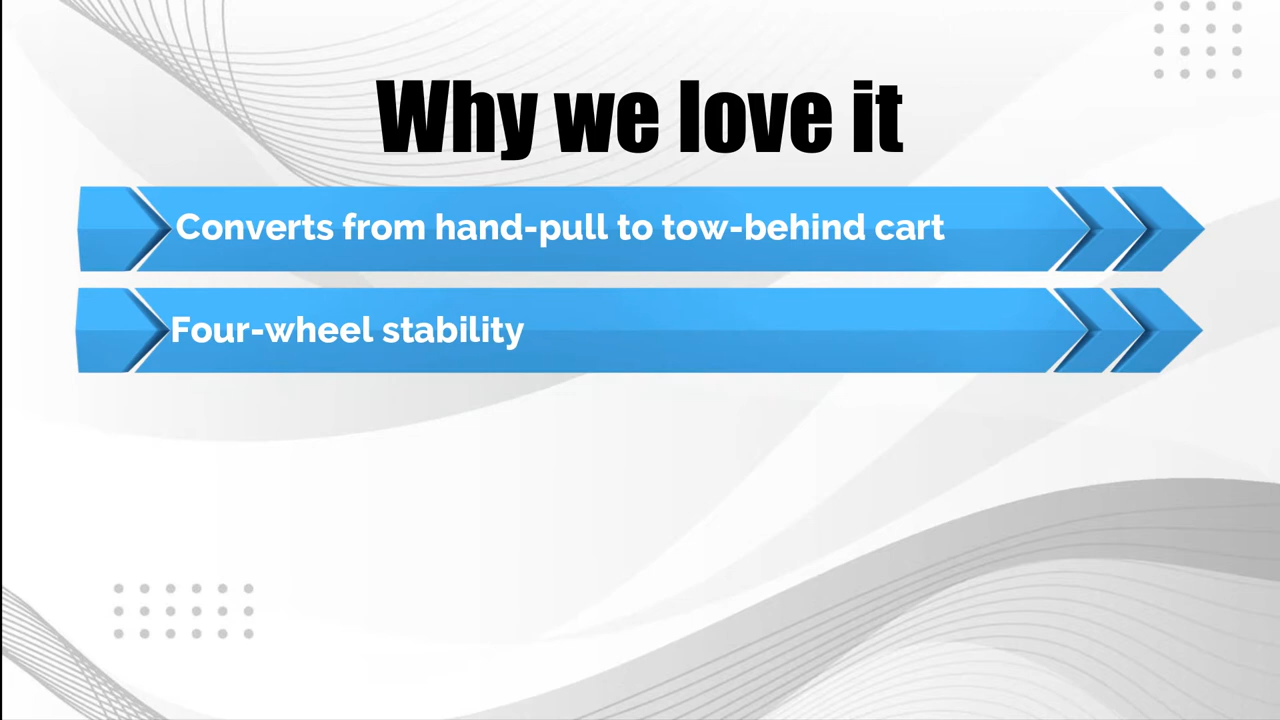 Why we love it
Converts from hand-pull to tow-behind cart
Four-wheel stability